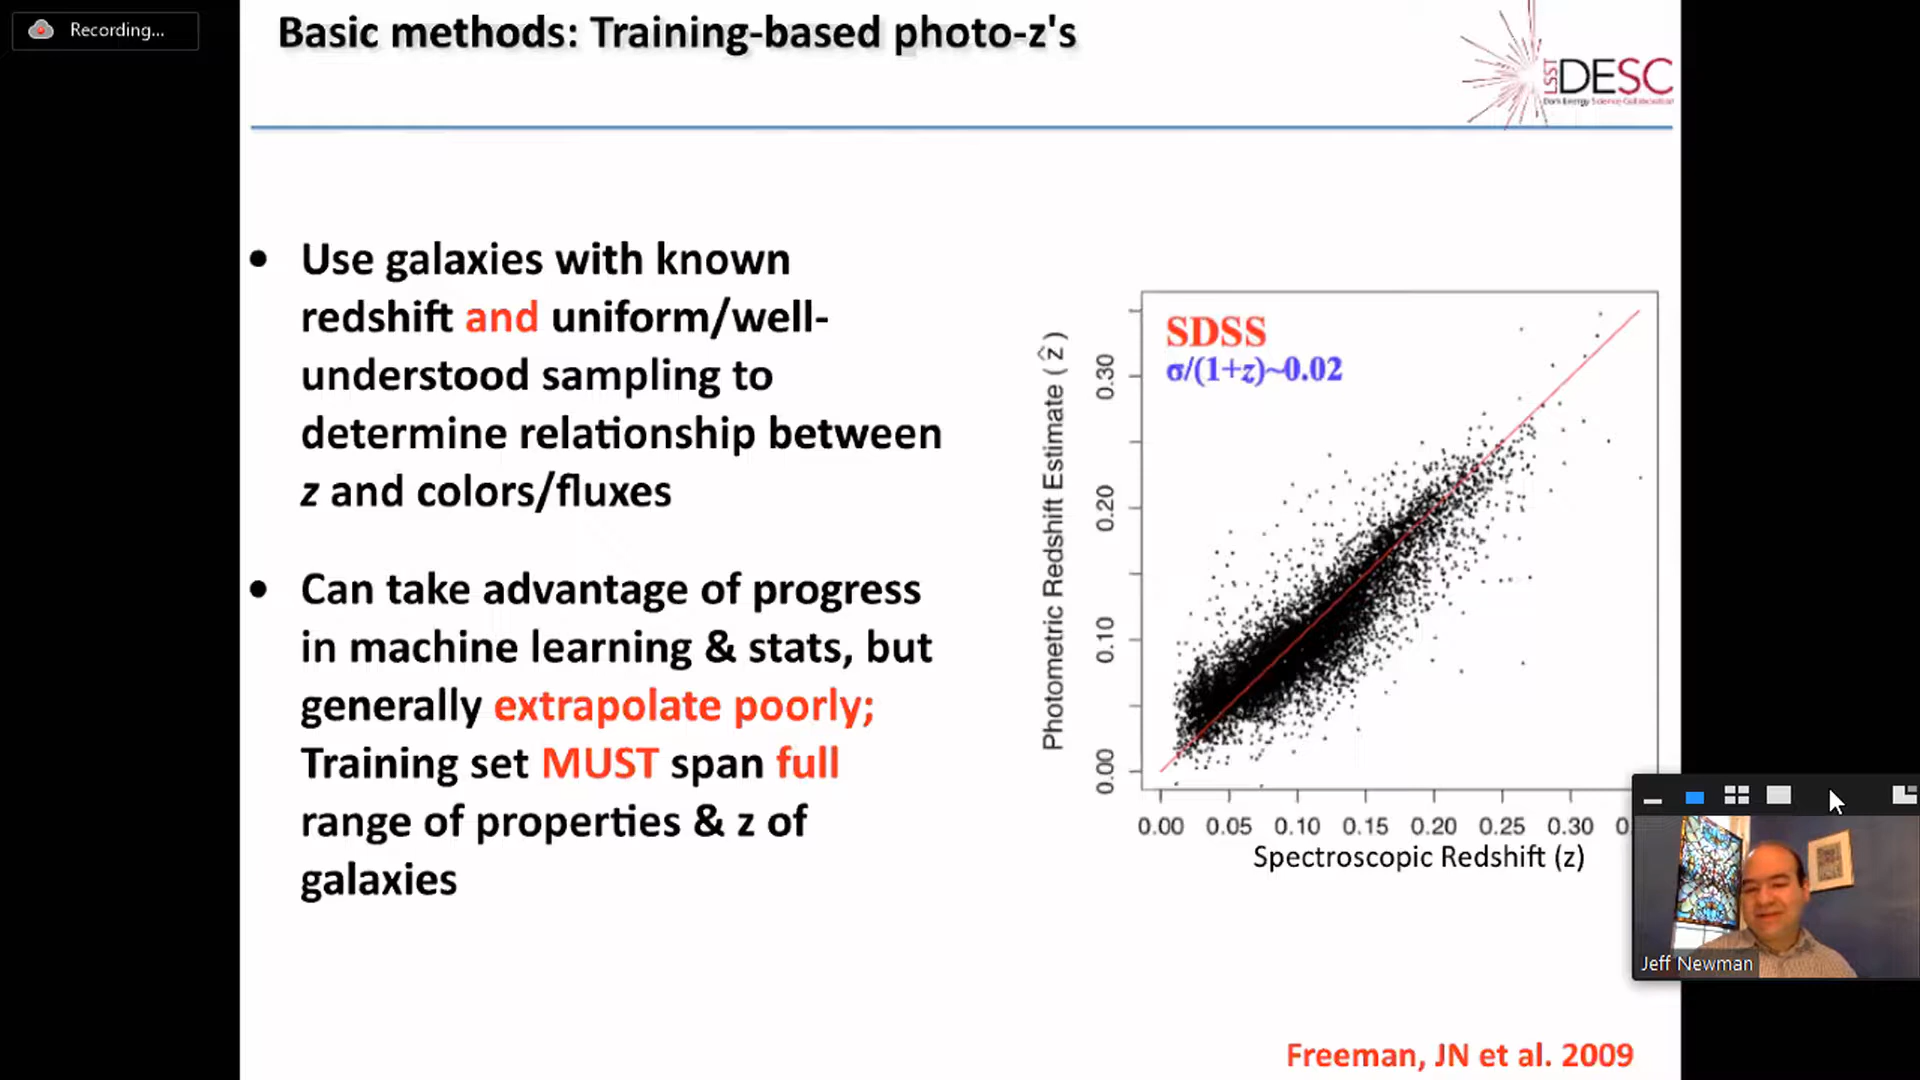 Recording...
Basic methods: Training-based photo-z's
LSST
DESC
Dark Energy Science Collaboration
• Use galaxies with known
redshift and uniform/well-
understood sampling to
determine relationship between
z and colors/fluxes
• Can take advantage of progress
in machine learning & stats, but
generally extrapolate poorly;
Training set MUST span full
range of properties & z of
galaxies
SDSS
σ/(1+z)~0.02
Photometric Redshift Estimate (ẑ)
0.30
0.20
0.10
0.00
0.00 0.05 0.10 0.15 0.20 0.25 0.30
Spectroscopic Redshift (z)
Jeff Newman
Freeman, JN et al. 2009